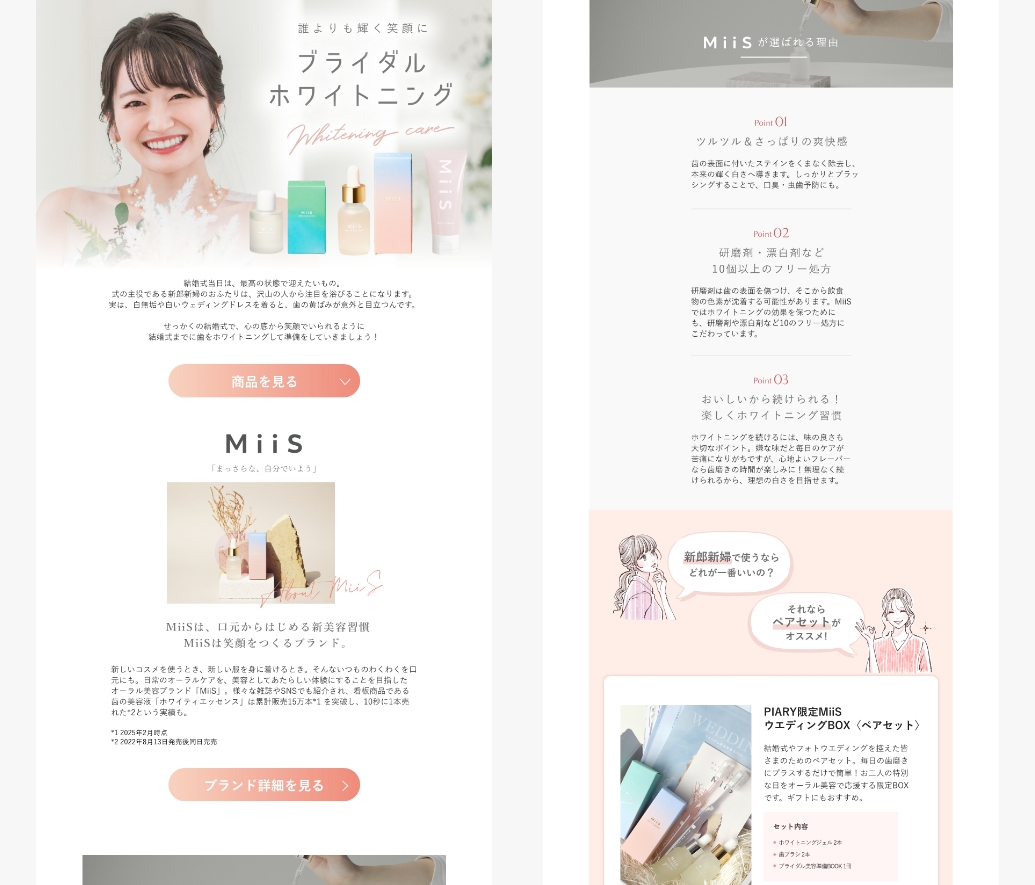 誰よりも輝く笑顔に
ブライダル
ホワイトニング
Whitening care
MiiS
MiiS
MiiS
結婚式当日は、最高の状態で迎えたいもの。
式の主役である新郎新婦のおふたりは、沢山の人から注目を浴びることになります。
実は、白無垢や白いウェディングドレスを着ると、歯の黄ばみが意外と目立つんです。
せっかくの結婚式で、心の底から笑顔でいられるように
結婚式までに歯をホワイトニングして準備をしていきましょう！
商品を見る
MiiS
「まっさらな、自分でいよう」
About MiiS
MiiSは、口元からはじめる新美容習慣
MiiSは笑顔をつくるブランド。
新しいコスメを使うとき、新しい服を身に着けるとき。そんないつものわくわくを口
元にも。日常のオーラルケアを、美容としてあたらしい体験にすることを目指した
オーラル美容ブランド「MiiS」。様々な雑誌やSNSでも紹介され、看板商品である
歯の美容液「ホワイティエッセンス」は累計販売15万本*1 を突破し、10秒に1本売
れた*2という実績も。
*1 2025年2月時点
*2 2022年8月13日発売後同日完売
ブランド詳細を見る
MiiS が選ばれる理由
Point 01
ツルツル＆さっぱりの爽快感
歯の表面に付いたステインをくまなく除去し、
本来の輝く白さへ導きます。しっかりとブラッ
シングすることで、口臭・虫歯予防にも。
Point 02
研磨剤・漂白剤など
10個以上のフリー処方
研磨剤は歯の表面を傷つけ、そこから飲食
物の色素が沈着する可能性があります。MiiS
ではホワイトニングの効果を保つために
も、研磨剤や漂白剤など10のフリー処方に
こだわっています。
Point 03
おいしいから続けられる！
楽しくホワイトニング習慣
ホワイトニングを続けるには、味の良さも
大切なポイント。嫌な味だと毎日のケアが
苦痛になりがちですが、心地よいフレーバー
なら歯磨きの時間が楽しみに！無理なく続
けられるから、理想の白さを目指せます。
新郎新婦で使うなら
どれが一番いいの？
それなら
ペアセットが
オススメ!
WEDDING
PIARY限定MiiS
ウエディングBOX〈ペアセット〉
結婚式やフォトウエディングを控えた皆
さまのためのペアセット。毎日の歯磨き
にプラスするだけで簡単！お二人の特別
な日をオーラル美容で応援する限定BOX
です。ギフトにもおすすめ。
セット内容
ホワイトニングジェル 2本
歯ブラシ 2本
ブライダル美容準備BOOK 1冊